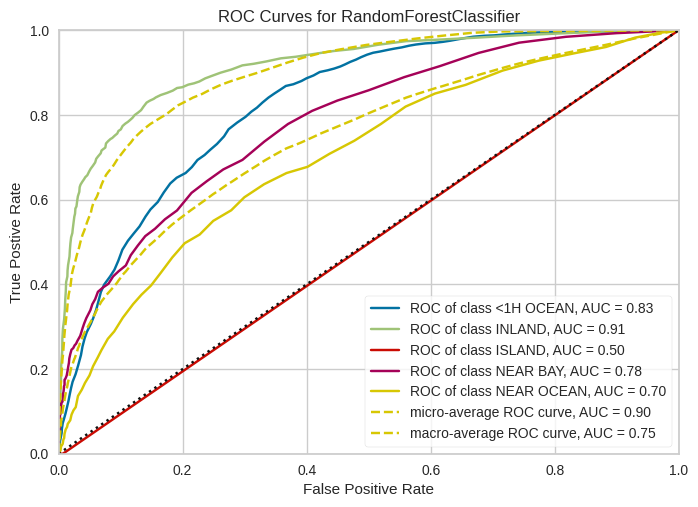 ROC Curves for RandomForestClassifier
1.0
0.8
0.6
0.4
0.2
0.0
True Postive Rate
ROC of class <1H OCEAN, AUC = 0.83
ROC of class INLAND, AUC = 0.91
ROC of class ISLAND, AUC = 0.50
ROC of class NEAR BAY, AUC = 0.78
ROC of class NEAR OCEAN, AUC = 0.70
micro-average ROC curve, AUC = 0.90
macro-average ROC curve, AUC = 0.75
0.0 0.2 0.4 0.6 0.8 1.0
False Positive Rate